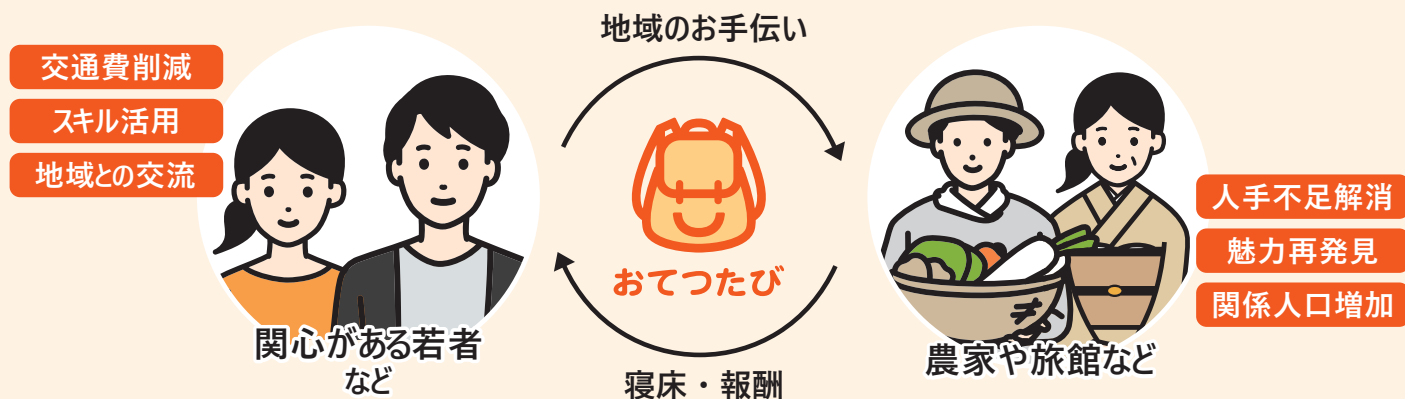 地域のお手伝い
交通費削減
スキル活用
地域との交流
関心がある若者
など
おてつたび
寝床・報酬
人手不足解消
魅力再発見
関係人口増加
農家や旅館など